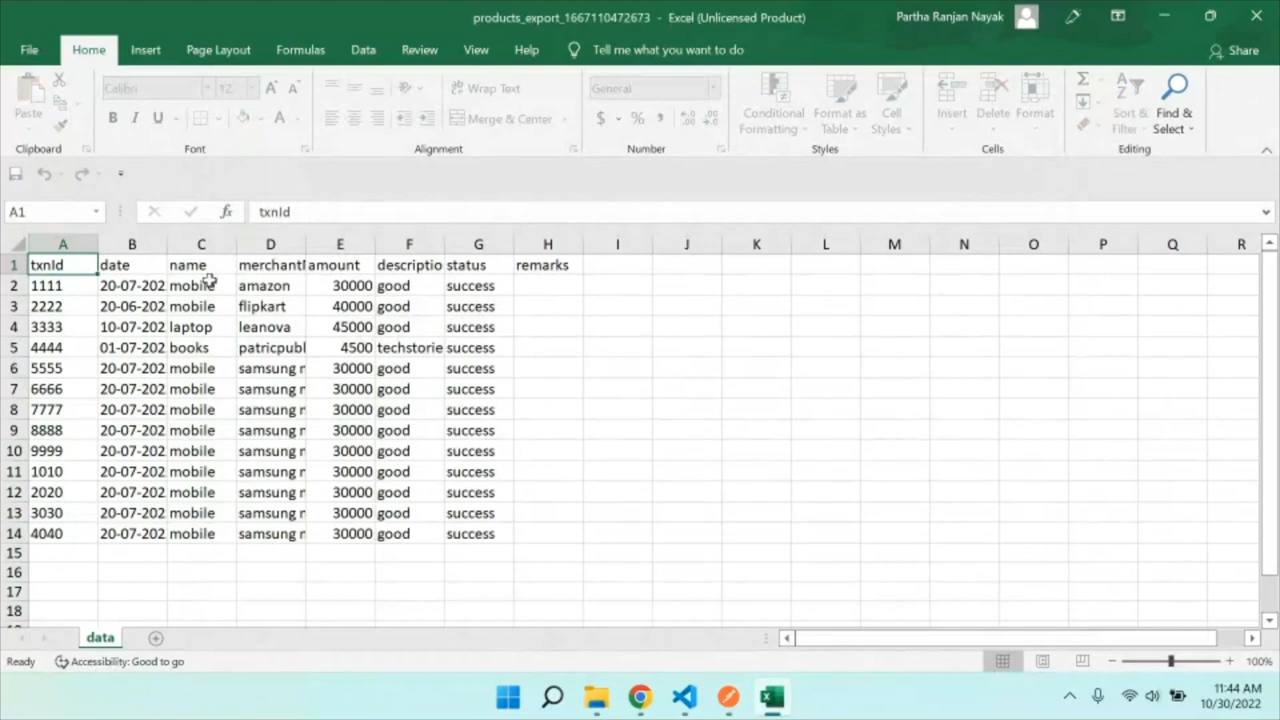 products_export_1667110472673 - Excel (Unlicensed Product) Partha Ranjan Nayak
File Home Insert Page Layout Formulas Data Review View Help Tell me what you want to do Share
Calibri 12 Wrap Text General
Paste B I U Merge & Center $ % Conditional Formatting Format as Table Cell Styles Insert Delete Format Sort & Filter Find & Select
Clipboard Font Alignment Number Styles Cells Editing
A1 fx txnId
A B C D E F G H I J K L M N O P Q R
1 txnId date name merchantl amount descriptio status remarks
2 1111 20-07-202 mobile amazon 30000 good success
3 2222 20-06-202 mobile flipkart 40000 good success
4 3333 10-07-202 laptop leanova 45000 good success
5 4444 01-07-202 books patricpubl 4500 techstorie success
6 5555 20-07-202 mobile samsung r 30000 good success
7 6666 20-07-202 mobile samsung r 30000 good success
8 7777 20-07-202 mobile samsung r 30000 good success
9 8888 20-07-202 mobile samsung r 30000 good success
10 9999 20-07-202 mobile samsung r 30000 good success
11 1010 20-07-202 mobile samsung r 30000 good success
12 2020 20-07-202 mobile samsung r 30000 good success
13 3030 20-07-202 mobile samsung r 30000 good success
14 4040 20-07-202 mobile samsung r 30000 good success
15
16
17
18
data
Ready Accessibility: Good to go 100%
11:44 AM
10/30/2022